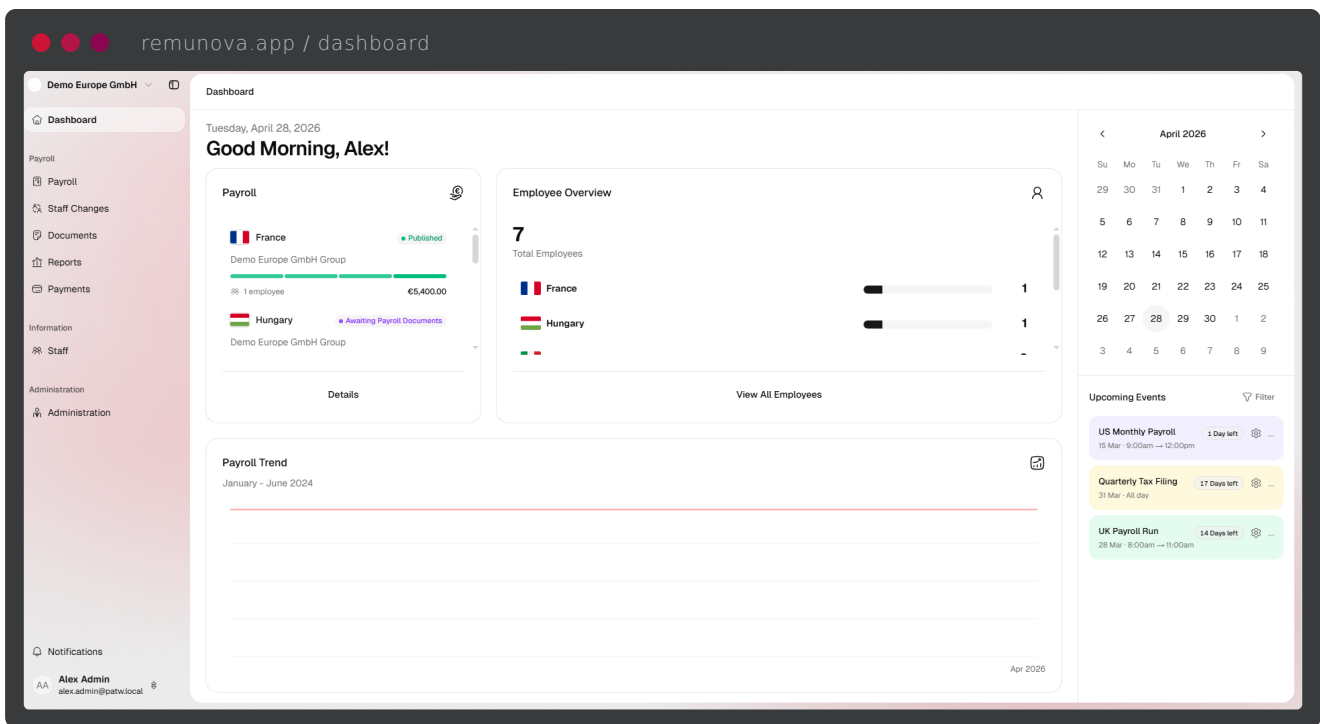 remunova.app / dashboard
Demo Europe GmbH
Dashboard
Payroll
Payroll
Staff Changes
Documents
Reports
Payments
Information
Staff
Administration
Administration
Notifications
AA
Alex Admin
alex.admin@patw.local
Dashboard
Tuesday, April 28, 2026
Good Morning, Alex!
Payroll
France
Published
Demo Europe GmbH Group
1 employee €5,400.00
Hungary
Awaiting Payroll Documents
Demo Europe GmbH Group
Details
Employee Overview
7
Total Employees
France 1
Hungary 1
View All Employees
Payroll Trend
January - June 2024
Apr 2026
April 2026
Su Mo Tu We Th Fr Sa
29 30 31 1 2 3 4
5 6 7 8 9 10 11
12 13 14 15 16 17 18
19 20 21 22 23 24 25
26 27 28 29 30 1 2
3 4 5 6 7 8 9
Upcoming Events
Filter
US Monthly Payroll
1 Day left
...
15 Mar · 9:00am → 12:00pm
Quarterly Tax Filing
17 Days left
...
31 Mar · All day
UK Payroll Run
14 Days left
...
28 Mar · 8:00am → 11:00am